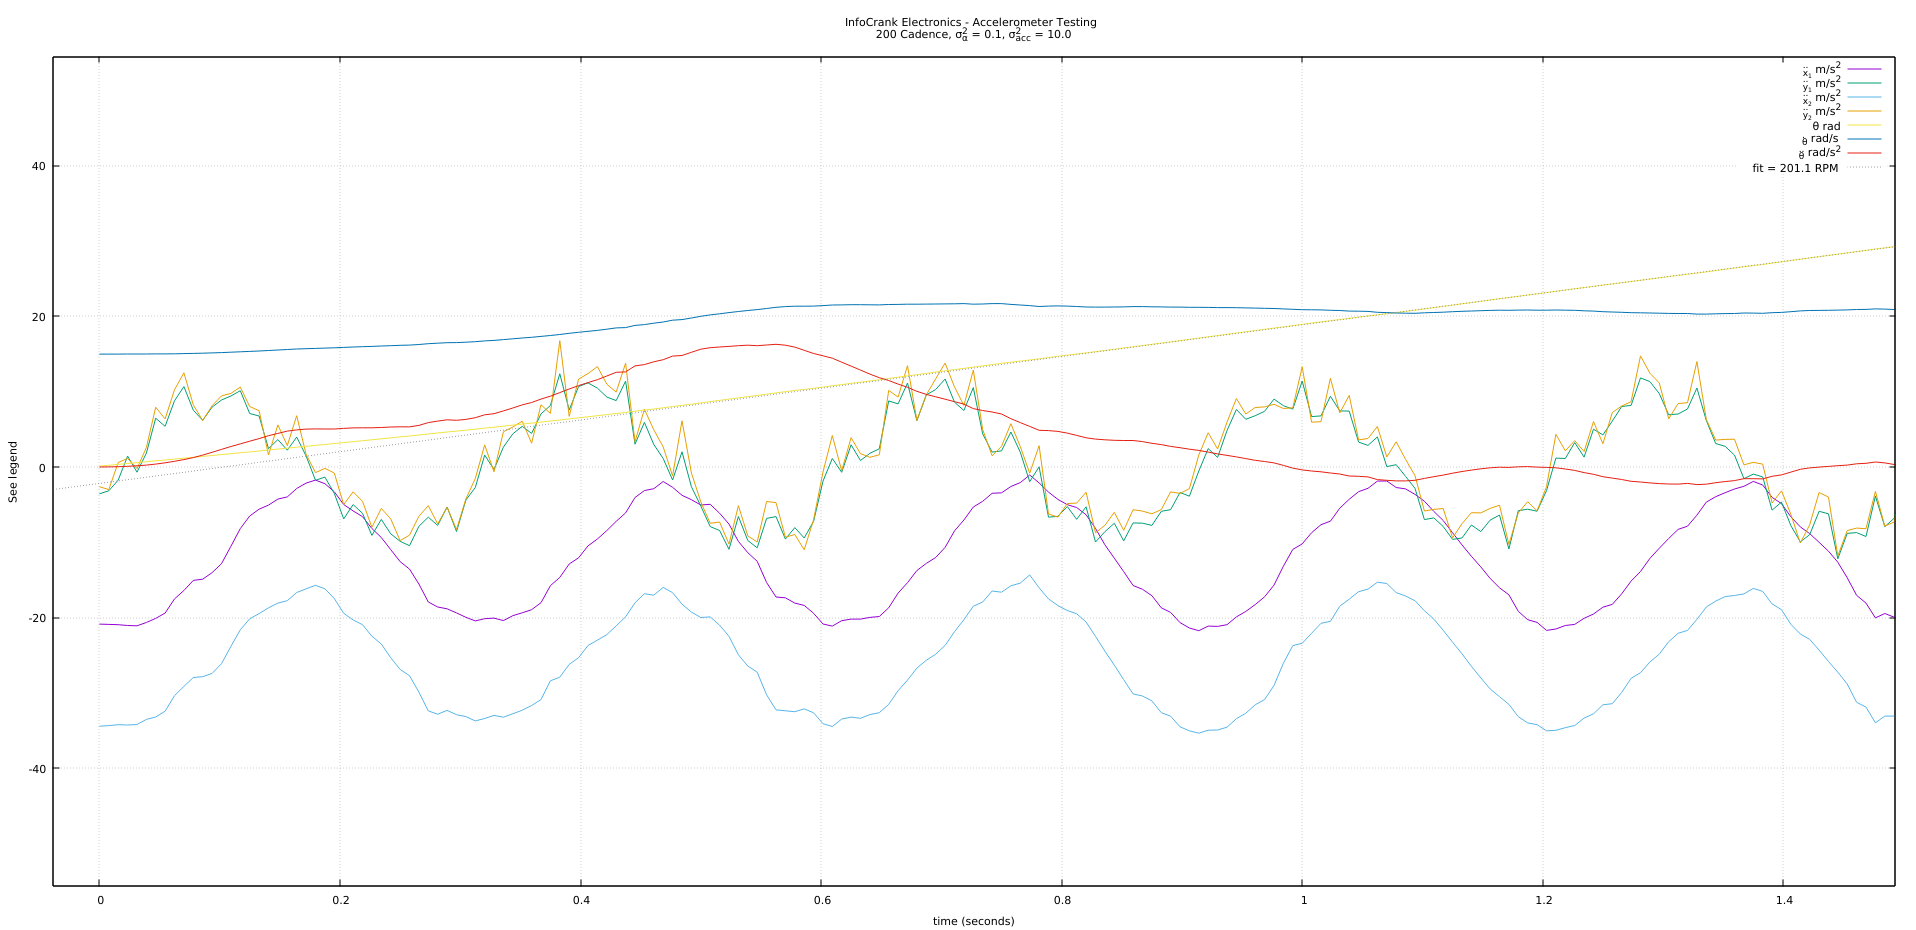 InfoCrank Electronics - Accelerometer Testing
200 Cadence, σ²α = 0.1, σ²acc = 10.0
ẍ₁ m/s²
ÿ₁ m/s²
ẍ₂ m/s²
ÿ₂ m/s²
θ rad
θ̇ rad/s
θ̈ rad/s²
fit = 201.1 RPM
40
20
0
-20
-40
See legend
0 0.2 0.4 0.6 0.8 1 1.2 1.4
time (seconds)